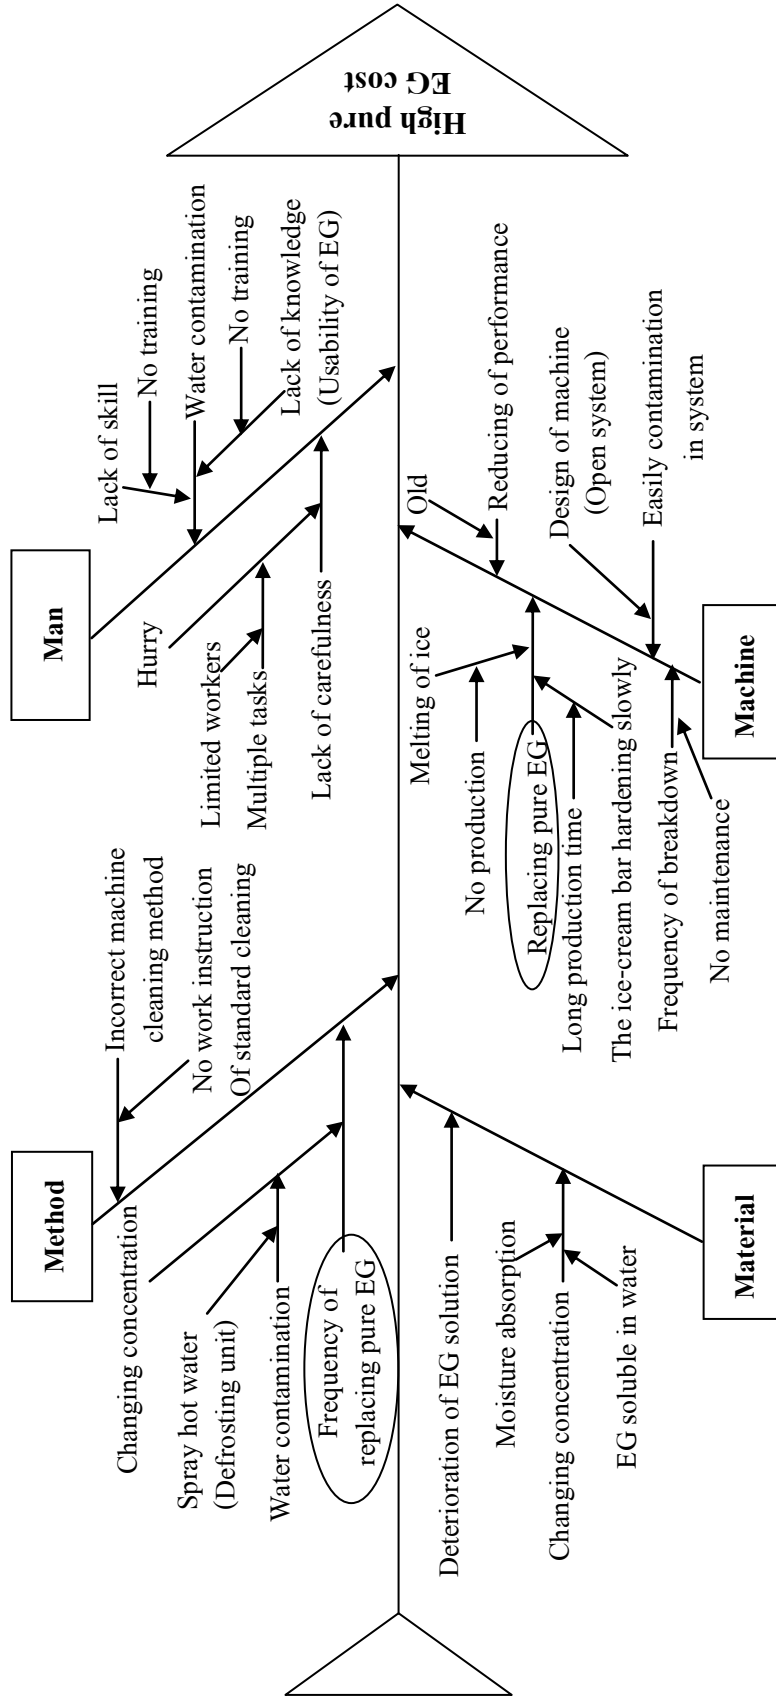 High pure
EG cost
Man
Lack of skill
No training
Water contamination
No training
Lack of knowledge
(Usability of EG)
Hurry
Limited workers
Multiple tasks
Lack of carefulness
Method
Incorrect machine
cleaning method
No work instruction
Of standard cleaning
Changing concentration
Spray hot water
(Defrosting unit)
Water contamination
Frequency of
replacing pure EG
Machine
Old
Reducing of performance
Design of machine
(Open system)
Easily contamination
in system
Melting of ice
No production
Replacing pure EG
Long production time
The ice-cream bar hardening slowly
Frequency of breakdown
No maintenance
Material
Deterioration of EG solution
Moisture absorption
Changing concentration
EG soluble in water